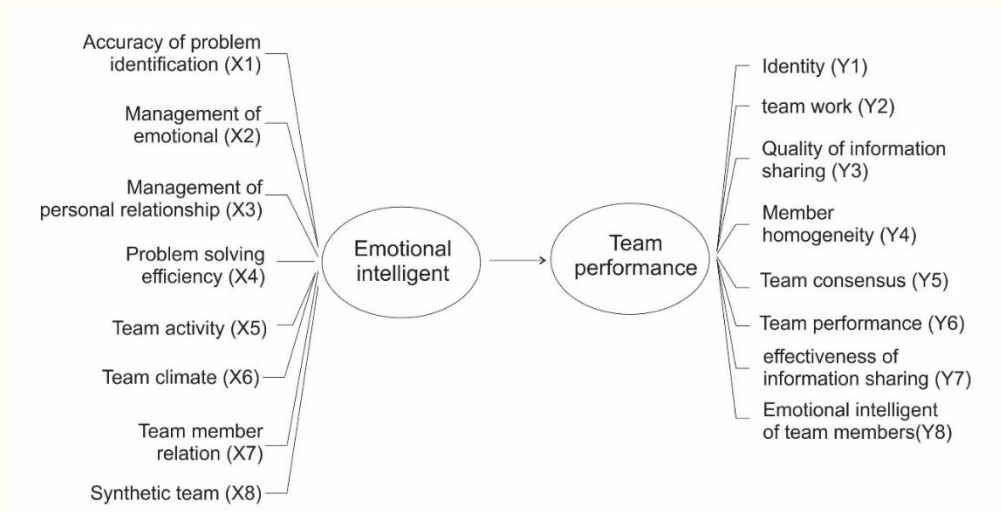 Accuracy of problem
identification (X1)
Management of
emotional (X2)
Management of
personal relationship (X3)
Problem solving
efficiency (X4)
Team activity (X5)
Team climate (X6)
Team member
relation (X7)
Synthetic team (X8)
Emotional
intelligent
Team
performance
Identity (Y1)
team work (Y2)
Quality of information
sharing (Y3)
Member
homogeneity (Y4)
Team consensus (Y5)
Team performance (Y6)
effectiveness of
information sharing (Y7)
Emotional intelligent
of team members(Y8)